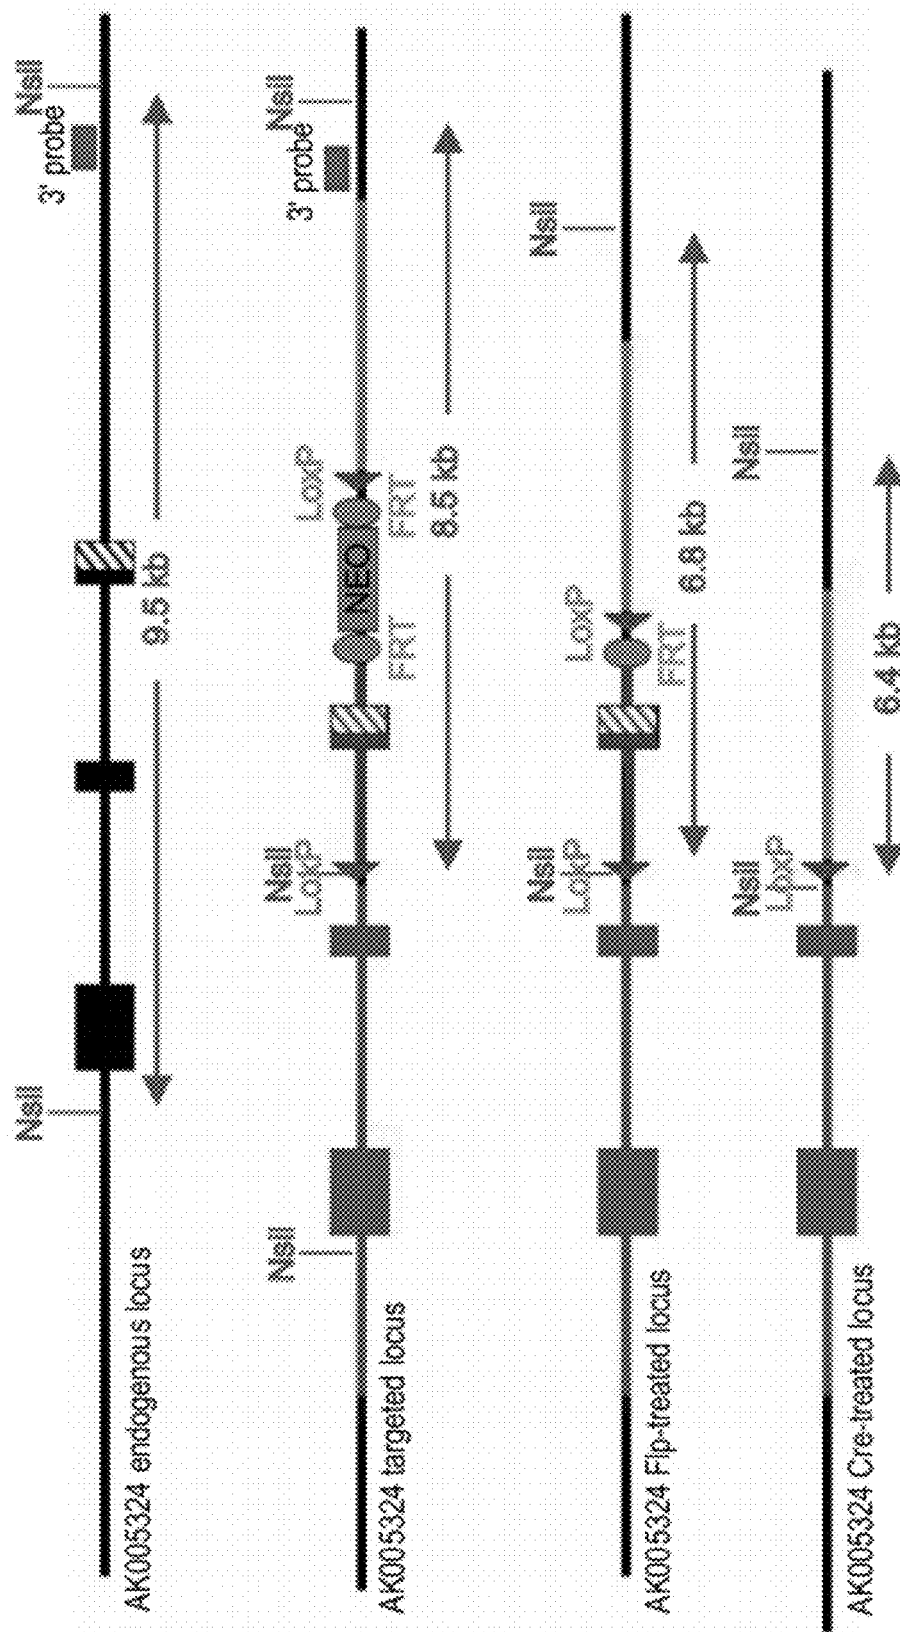 NsiI
3' probe
NsiI
9.5 kb
AK005324 endogenous locus
NsiI
3' probe
NsiI
LoxP
NEO
FRT
FRT
NsiI
LoxP
8.5 kb
AK005324 targeted locus
NsiI
LoxP
FRT
NsiI
LoxP
6.8 kb
AK005324 Flp-treated locus
NsiI
NsiI
LoxP
6.4 kb
AK005324 Cre-treated locus